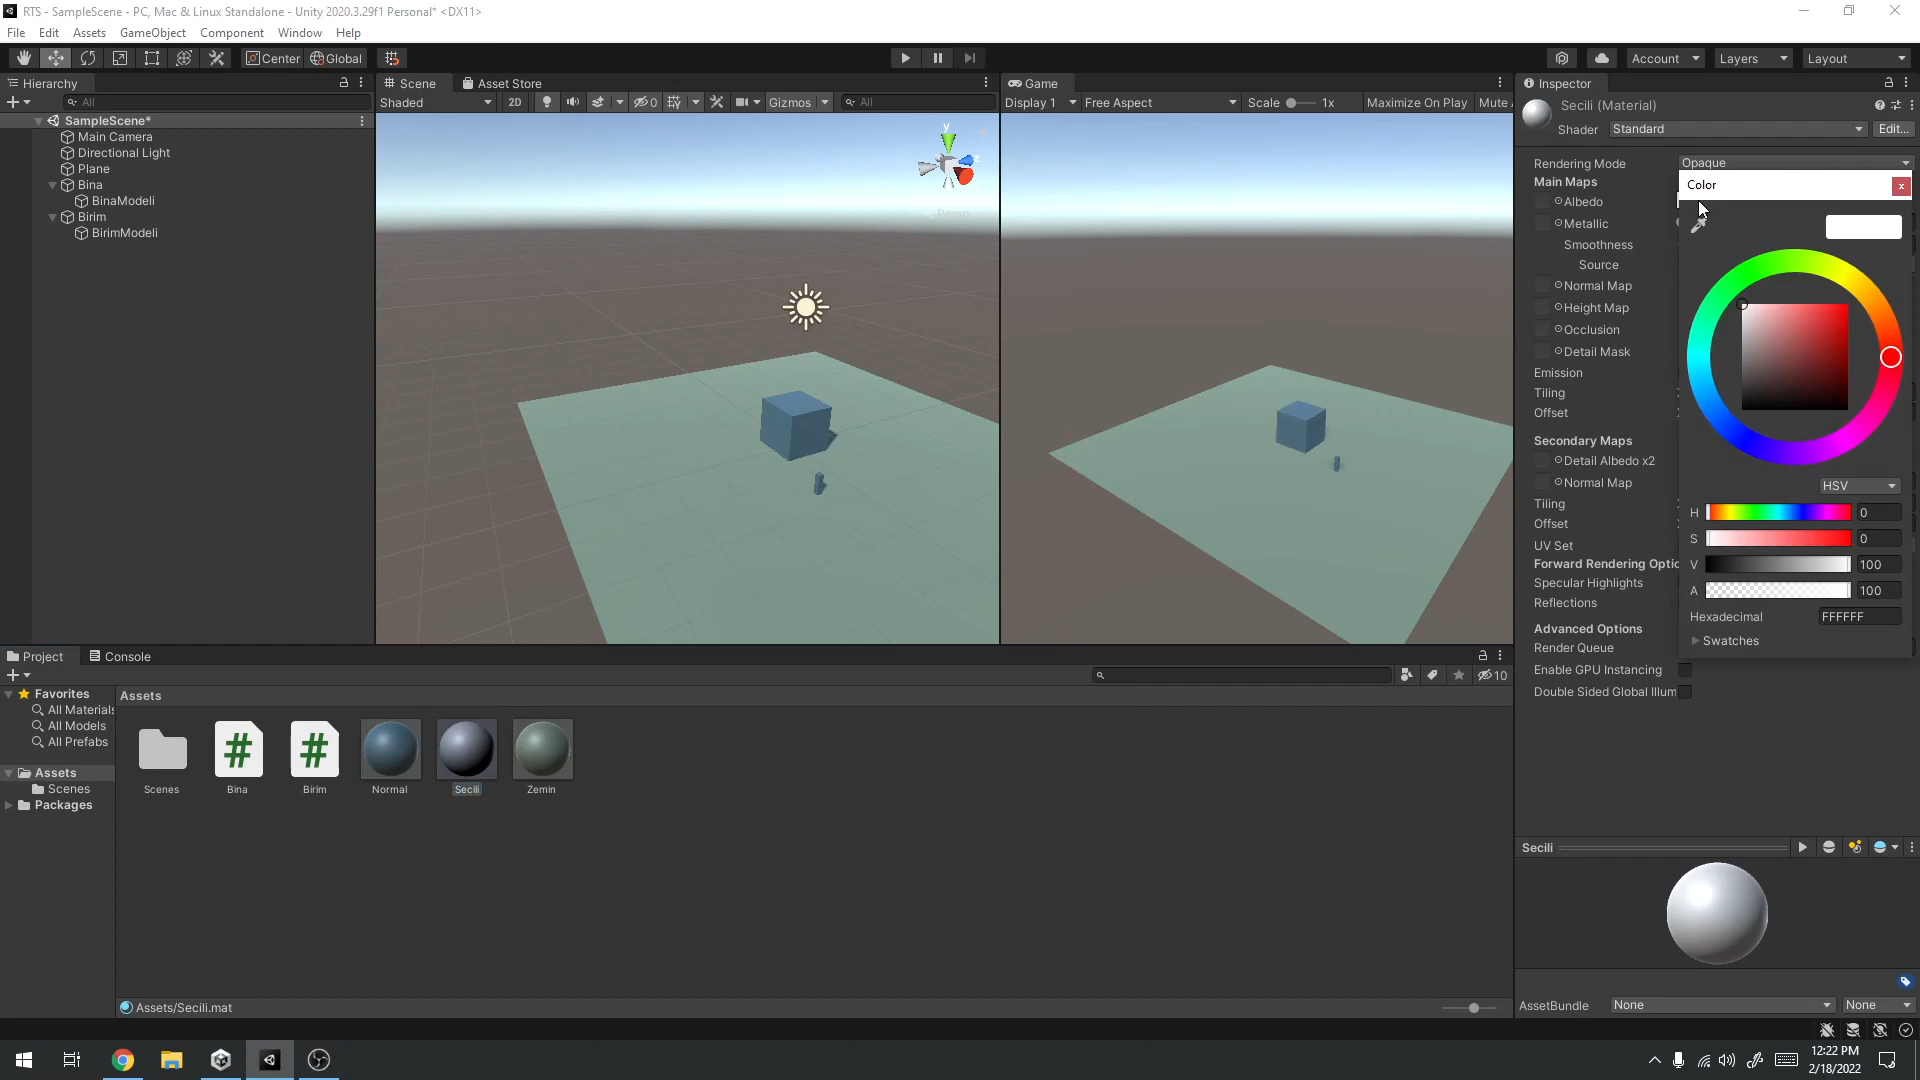 RTS - SampleScene - PC, Mac & Linux Standalone - Unity 2020.3.29f1 Personal* <DX11>
File Edit Assets GameObject Component Window Help
Center Global
Account Layers Layout
Hierarchy
All
SampleScene*
Main Camera
Directional Light
Plane
Bina
BinaModeli
Birim
BirimModeli
Scene Asset Store
Shaded 2D 0 Gizmos All
y
Persp
Game
Display 1 Free Aspect Scale 1x Maximize On Play Mute
Inspector
Secili (Material)
Shader Standard Edit...
Rendering Mode Opaque
Main Maps
Albedo
Metallic
Smoothness
Source
Normal Map
Height Map
Occlusion
Detail Mask
Emission
Tiling
Offset
Secondary Maps
Detail Albedo x2
Normal Map
Tiling
Offset
UV Set
Forward Rendering Optic
Specular Highlights
Reflections
Advanced Options
Render Queue
Enable GPU Instancing
Double Sided Global Illum
Color x
HSV
H 0
S 0
V 100
A 100
Hexadecimal FFFFFF
Swatches
Project Console
10
Favorites
All Materials
All Models
All Prefabs
Assets
Scenes
Packages
Assets
Scenes Bina Birim Normal Secili Zemin
Assets/Secili.mat
Secili
AssetBundle None None
12:22 PM
2/18/2022